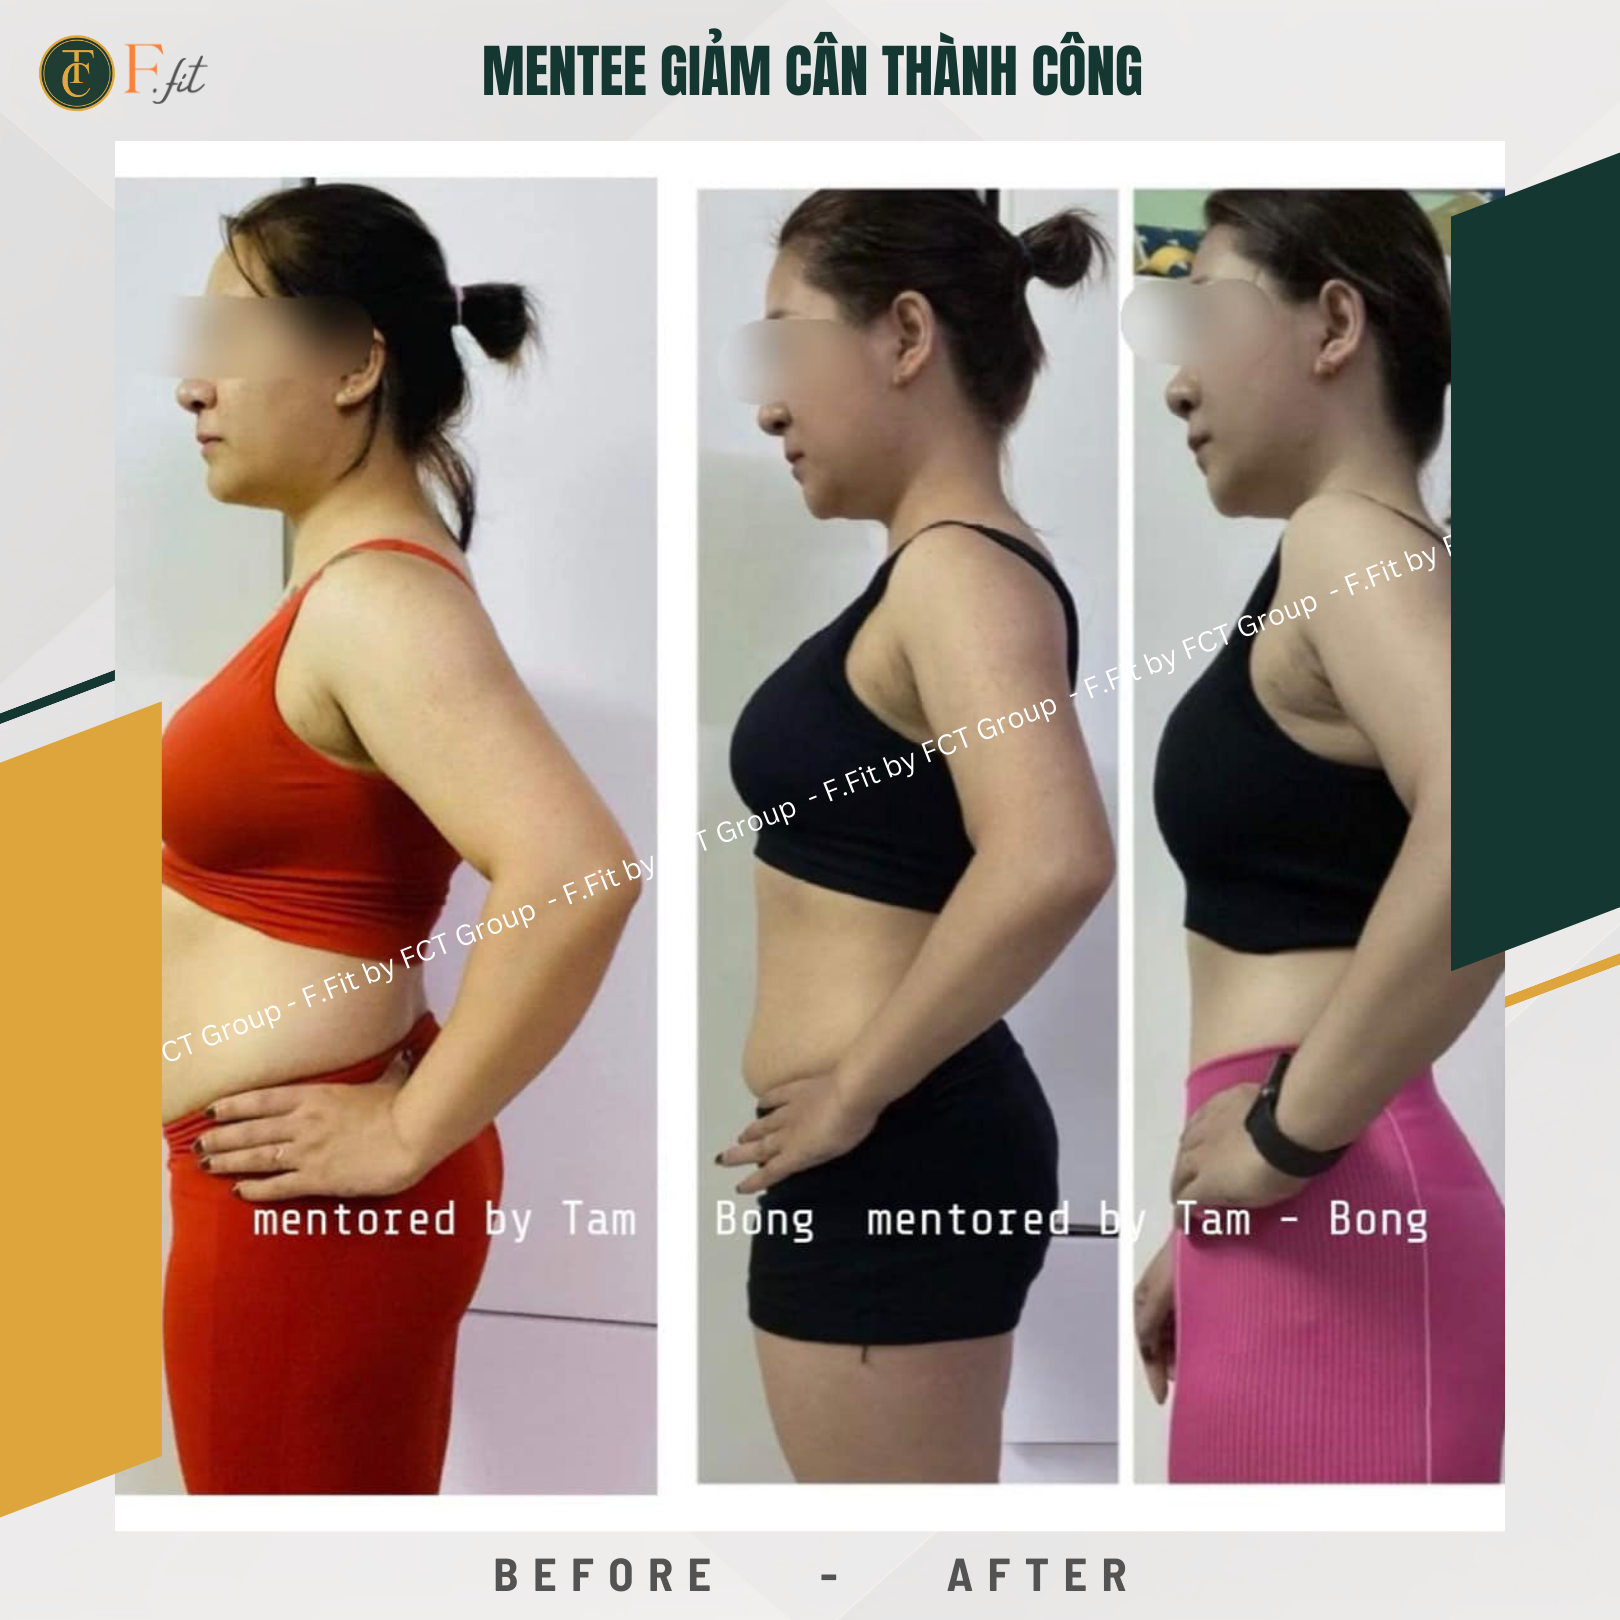 TFC F.fit
MENTEE GIẢM CÂN THÀNH CÔNG
CT Group - F.Fit by FCT Group - F.Fit by
T Group - F.Fit by FCT Group - F.Fit by FCT Group - F.Fit by F
mentored by Tam Bong mentored by Tam - Bong
BEFORE - AFTER